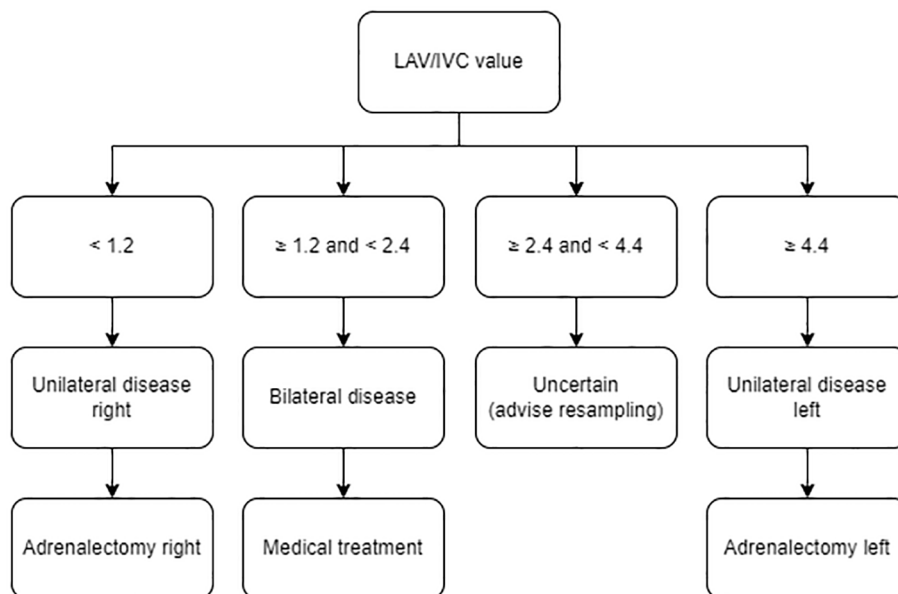 LAV/IVC value
< 1.2
≥ 1.2 and < 2.4
≥ 2.4 and < 4.4
≥ 4.4
Unilateral disease
right
Bilateral disease
Uncertain
(advise resampling)
Unilateral disease
left
Adrenalectomy right
Medical treatment
Adrenalectomy left